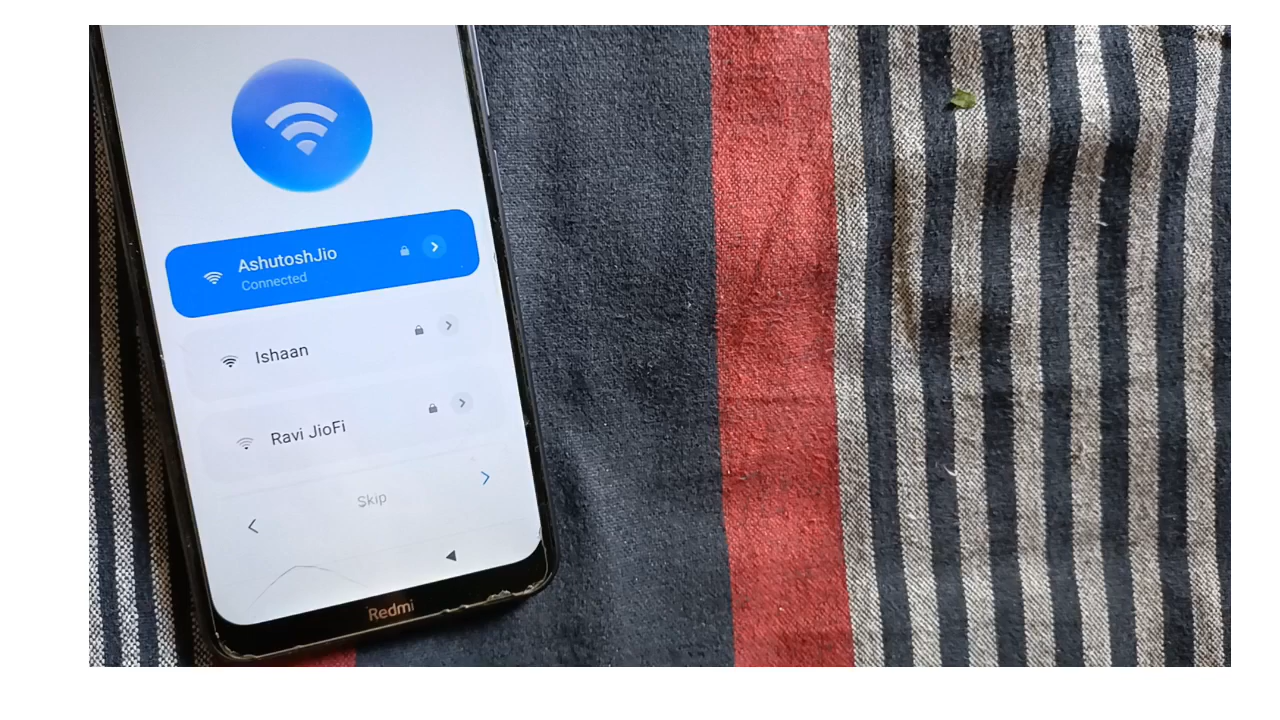 AshutoshJio
Connected
Ishaan
Ravi JioFi
Skip
Redmi